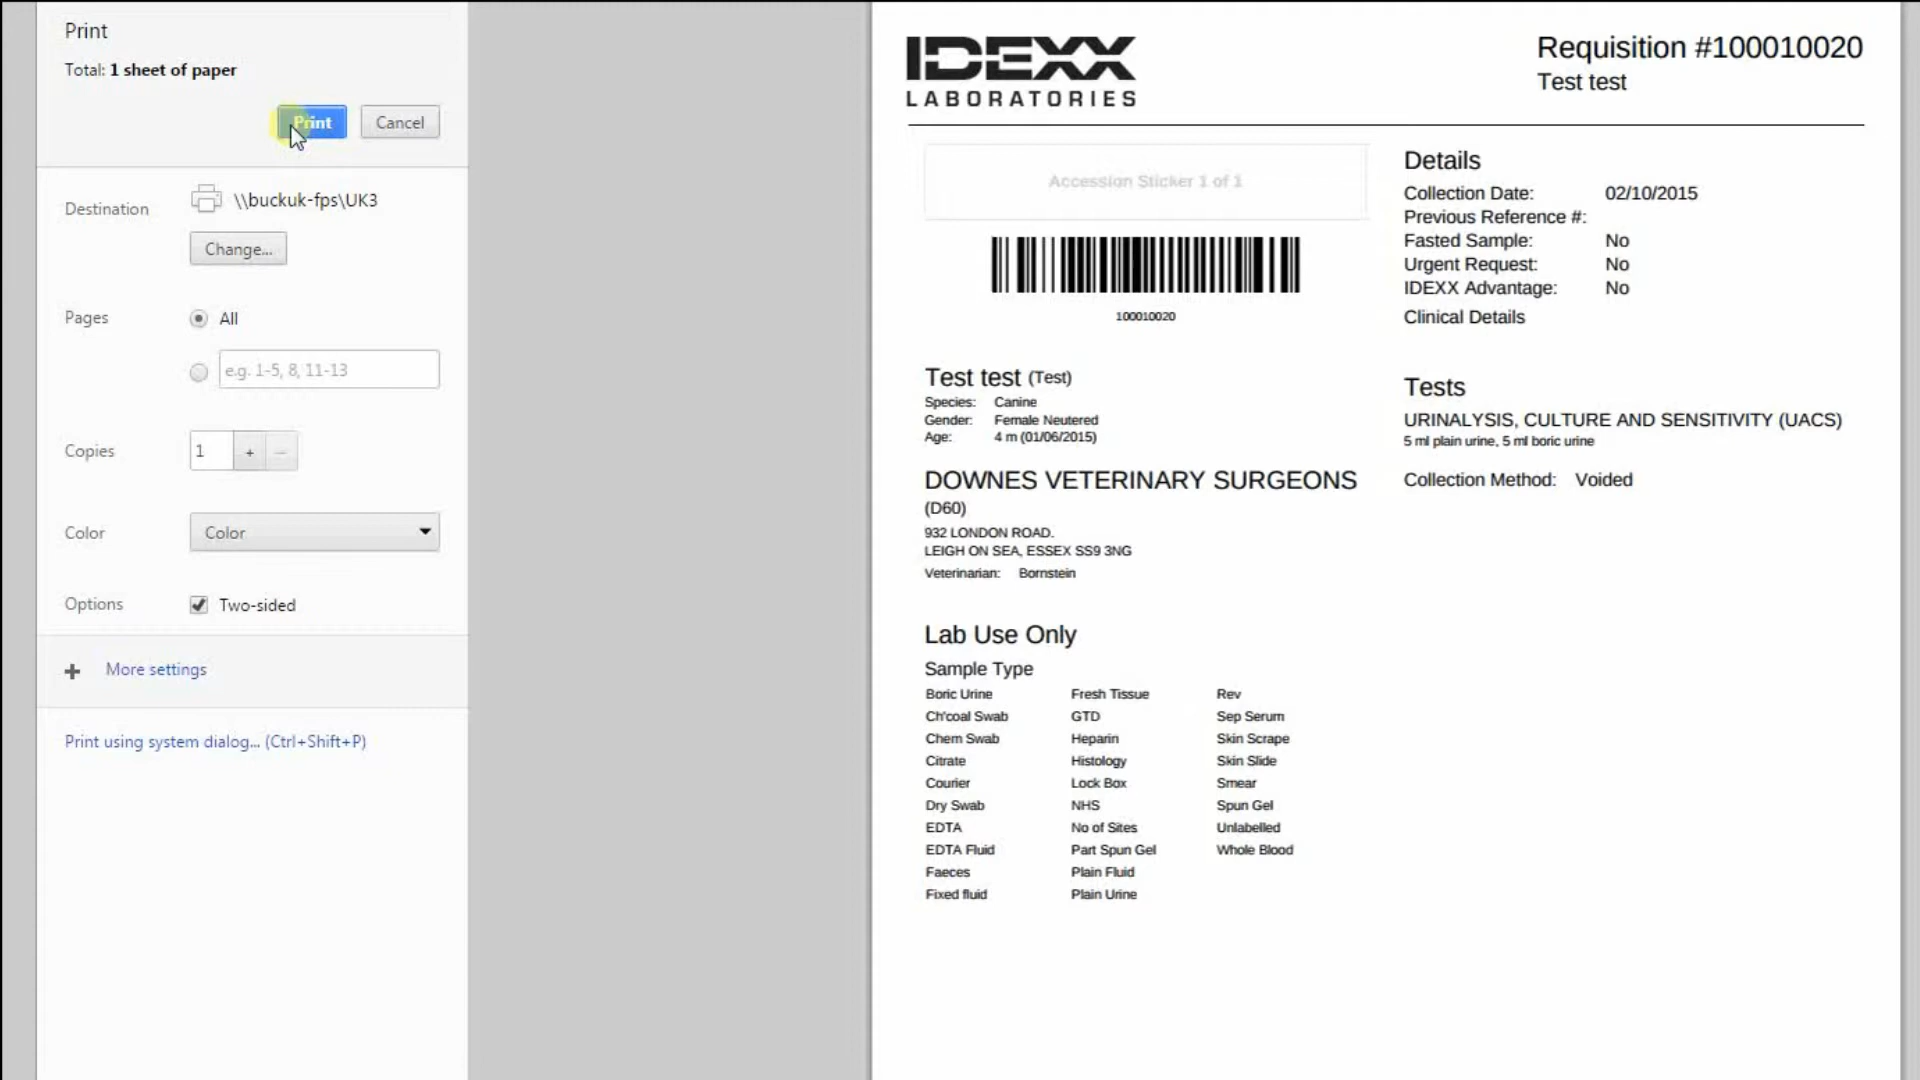 Print
Total: 1 sheet of paper
Print Cancel
Destination \\buckuk-fps\UK3
Change...
Pages All
e.g. 1-5, 8, 11-13
Copies 1 + −
Color Color
Options Two-sided
+ More settings
Print using system dialog... (Ctrl+Shift+P)
IDEXX
LABORATORIES
Requisition #100010020
Test test
Accession Sticker 1 of 1
100010020
Test test (Test)
Species: Canine
Gender: Female Neutered
Age: 4 m (01/06/2015)
DOWNES VETERINARY SURGEONS
(D60)
932 LONDON ROAD.
LEIGH ON SEA, ESSEX SS9 3NG
Veterinarian: Bornstein
Details
Collection Date: 02/10/2015
Previous Reference #:
Fasted Sample: No
Urgent Request: No
IDEXX Advantage: No
Clinical Details
Tests
URINALYSIS, CULTURE AND SENSITIVITY (UACS)
5 ml plain urine, 5 ml boric urine
Collection Method: Voided
Lab Use Only
Sample Type
Boric Urine Fresh Tissue Rev
Ch'coal Swab GTD Sep Serum
Chem Swab Heparin Skin Scrape
Citrate Histology Skin Slide
Courier Lock Box Smear
Dry Swab NHS Spun Gel
EDTA No of Sites Unlabelled
EDTA Fluid Part Spun Gel Whole Blood
Faeces Plain Fluid
Fixed fluid Plain Urine